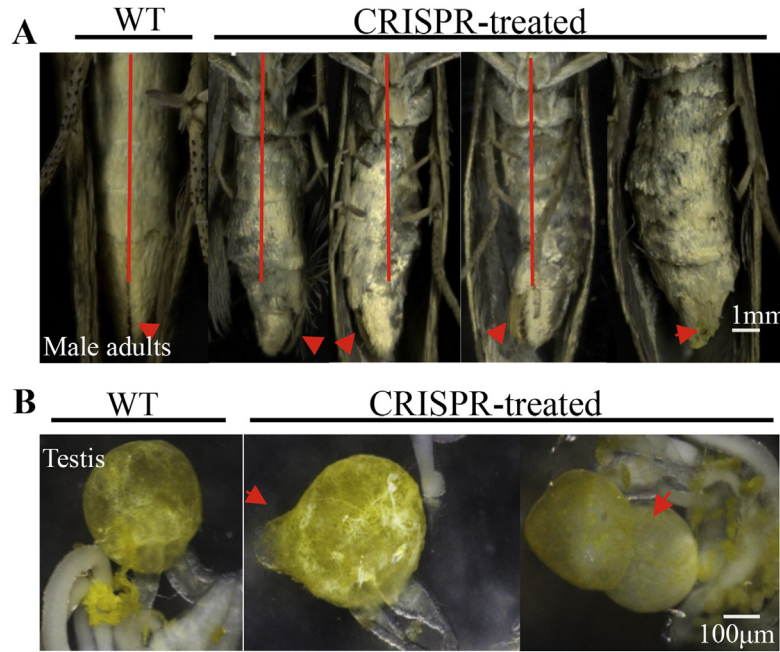 A
WT
CRISPR-treated
Male adults
1mm
B
WT
CRISPR-treated
Testis
100μm